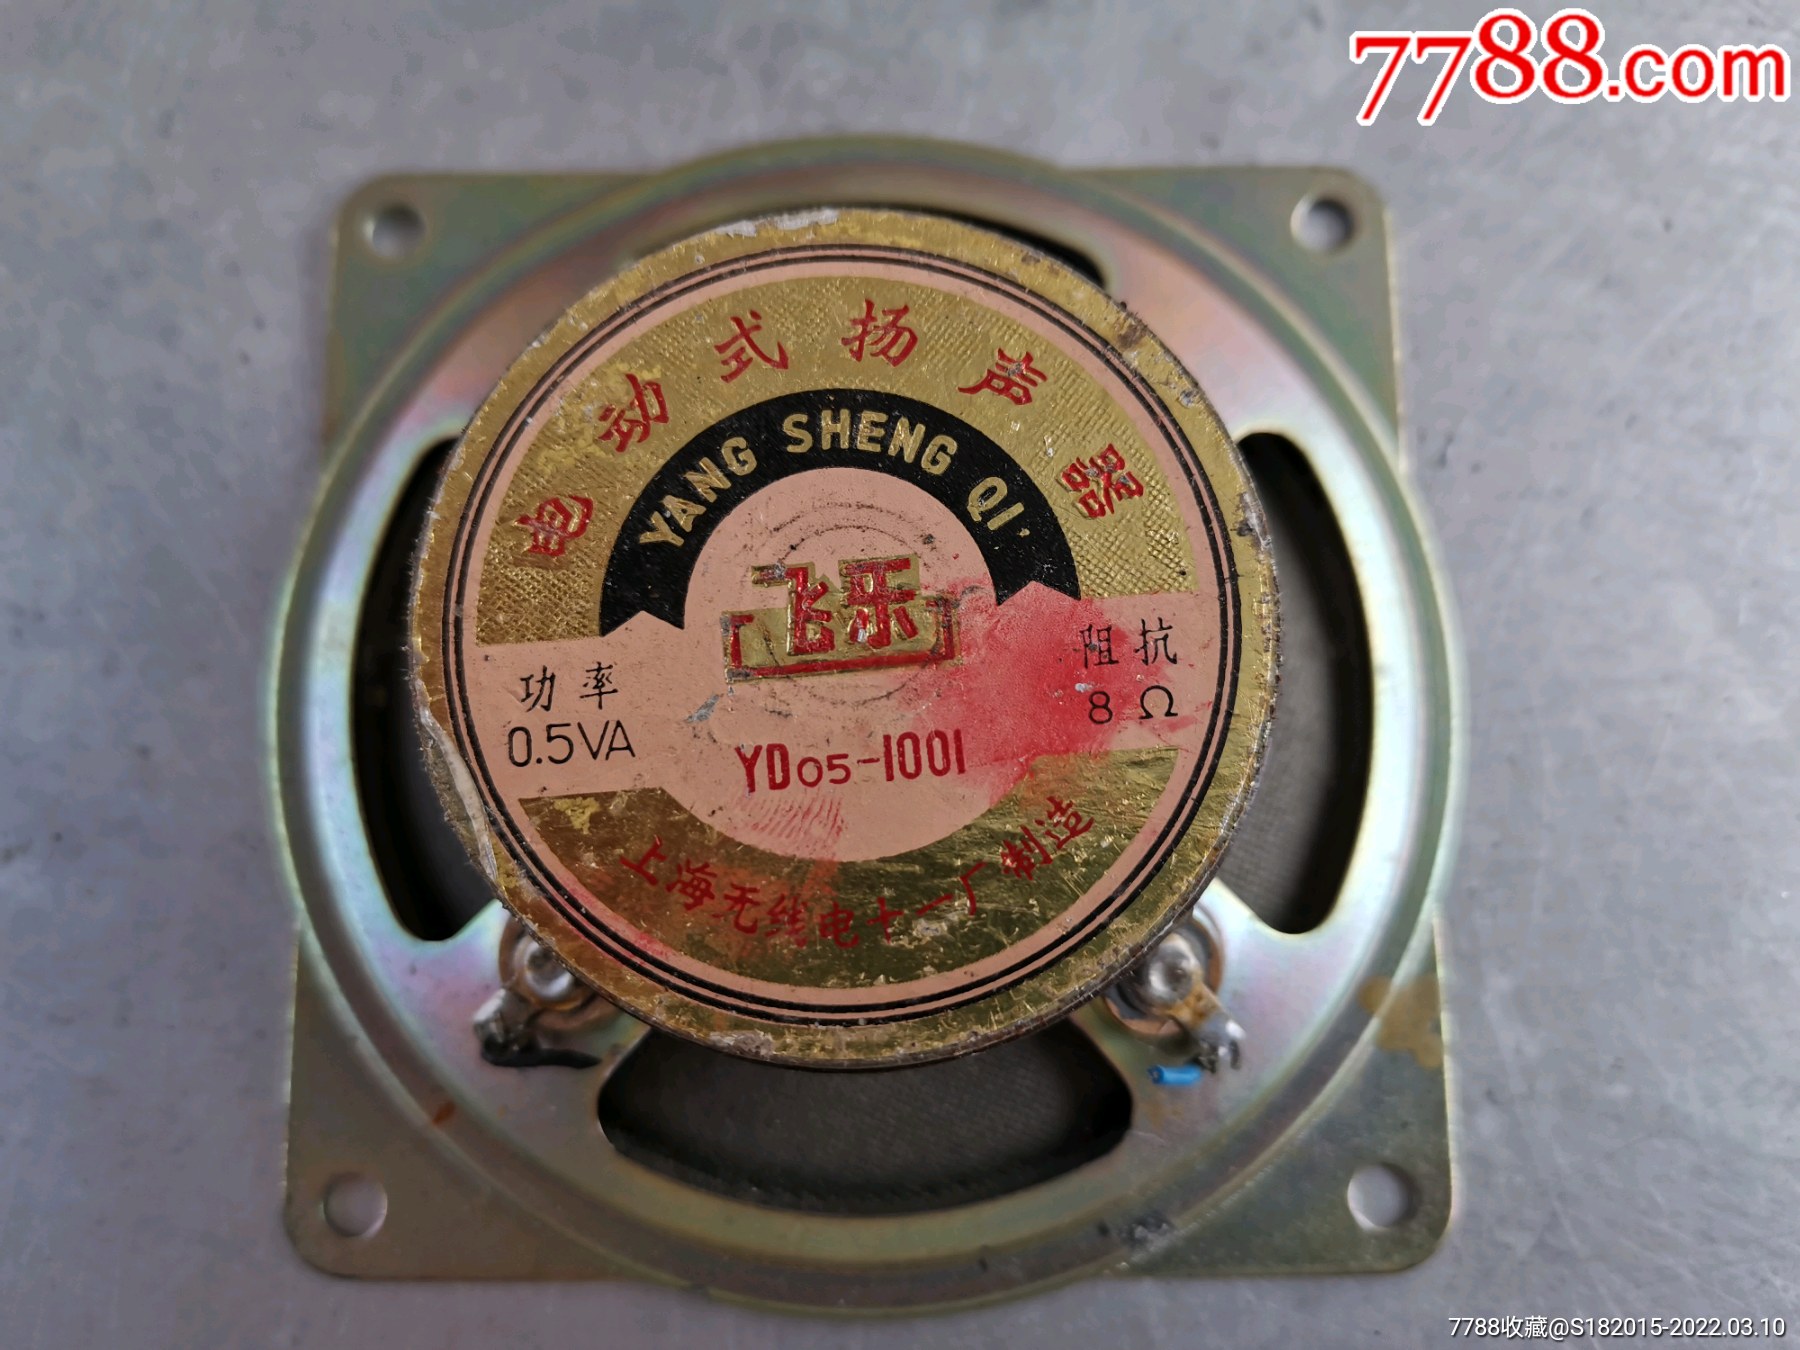 7788.com
电动式扬声器
YANG SHENG QI
飞乐
功率
0.5VA
阻抗
8Ω
YD05-1001
上海无线电十一厂制造
7788收藏@S182015-2022.03.10